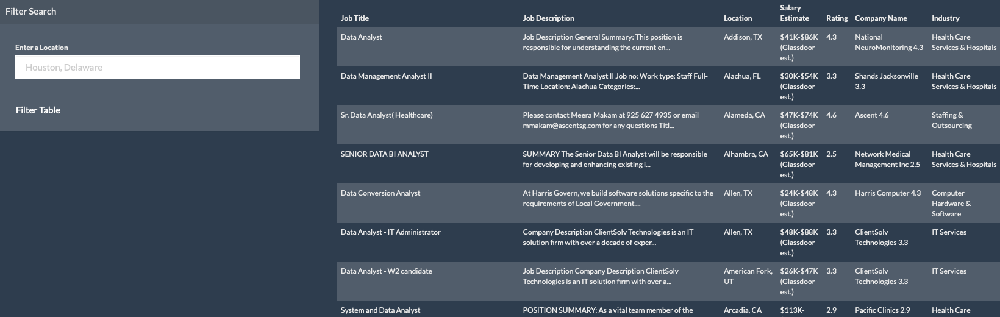 Filter Search
Enter a Location
Houston, Delaware
Filter Table
Job Title Job Description Location Salary Estimate Rating Company Name Industry
Data Analyst Job Description General Summary: This position is Addison, TX $41K-$86K 4.3 National Health Care
responsible for understanding the current en... (Glassdoor NeuroMonitoring 4.3 Services & Hospitals
est.)
Data Management Analyst II Data Management Analyst II Job no: Work type: Staff Full- Alachua, FL $30K-$54K 3.3 Shands Jacksonville Health Care
Time Location: Alachua Categories:... (Glassdoor 3.3 Services & Hospitals
est.)
Sr. Data Analyst( Healthcare) Please contact Meera Makam at 925 627 4935 or email Alameda, CA $47K-$74K 4.6 Ascent 4.6 Staffing &
mmakam@ascentsg.com for any questions Titl... (Glassdoor Outsourcing
est.)
SENIOR DATA BI ANALYST SUMMARY The Senior Data BI Analyst will be responsible Alhambra, CA $65K-$81K 2.5 Network Medical Health Care
for developing and enhancing existing i... (Glassdoor Management Inc 2.5 Services & Hospitals
est.)
Data Conversion Analyst At Harris Govern, we build software solutions specific to the Allen, TX $24K-$48K 4.3 Harris Computer 4.3 Computer
requirements of Local Government.... (Glassdoor Hardware &
est.) Software
Data Analyst - IT Administrator Company Description ClientSolv Technologies is an IT Allen, TX $48K-$88K 3.3 ClientSolv IT Services
solution firm with over a decade of exper... (Glassdoor Technologies 3.3
est.)
Data Analyst - W2 candidate Job Description Company Description ClientSolv American Fork, $26K-$47K 3.3 ClientSolv IT Services
Technologies is an IT solution firm with over a... UT (Glassdoor Technologies 3.3
est.)
System and Data Analyst POSITION SUMMARY: As a vital team member of the Arcadia, CA $113K- 2.9 Pacific Clinics 2.9 Health Care